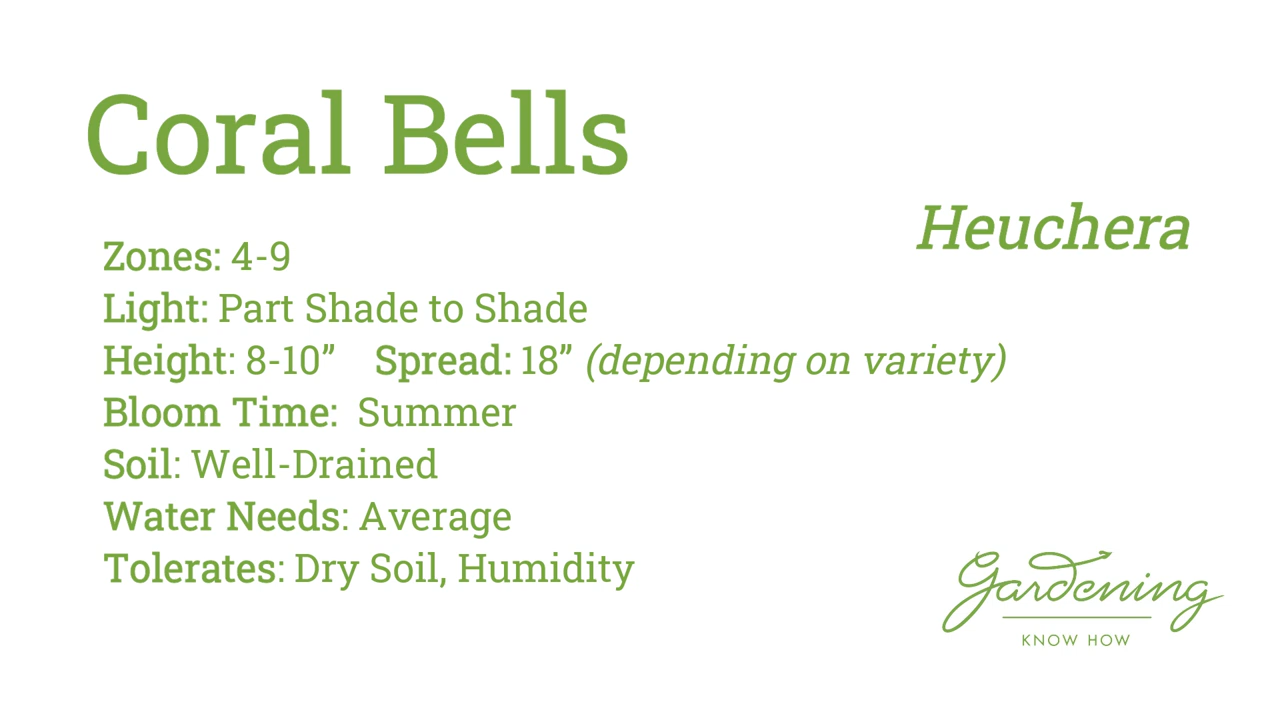 Coral Bells
Heuchera
Zones: 4-9
Light: Part Shade to Shade
Height: 8-10” Spread: 18” (depending on variety)
Bloom Time: Summer
Soil: Well-Drained
Water Needs: Average
Tolerates: Dry Soil, Humidity
Gardening
KNOW HOW